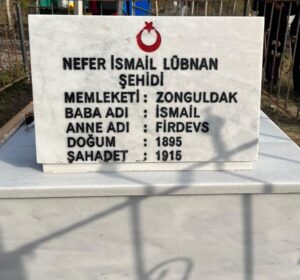 NEFER İSMAİL LÜBNAN
ŞEHİDİ
MEMLEKETİ : ZONGULDAK
BABA ADI : İSMAİL
ANNE ADI : FİRDEVS
DOĞUM : 1895
ŞAHADET : 1915